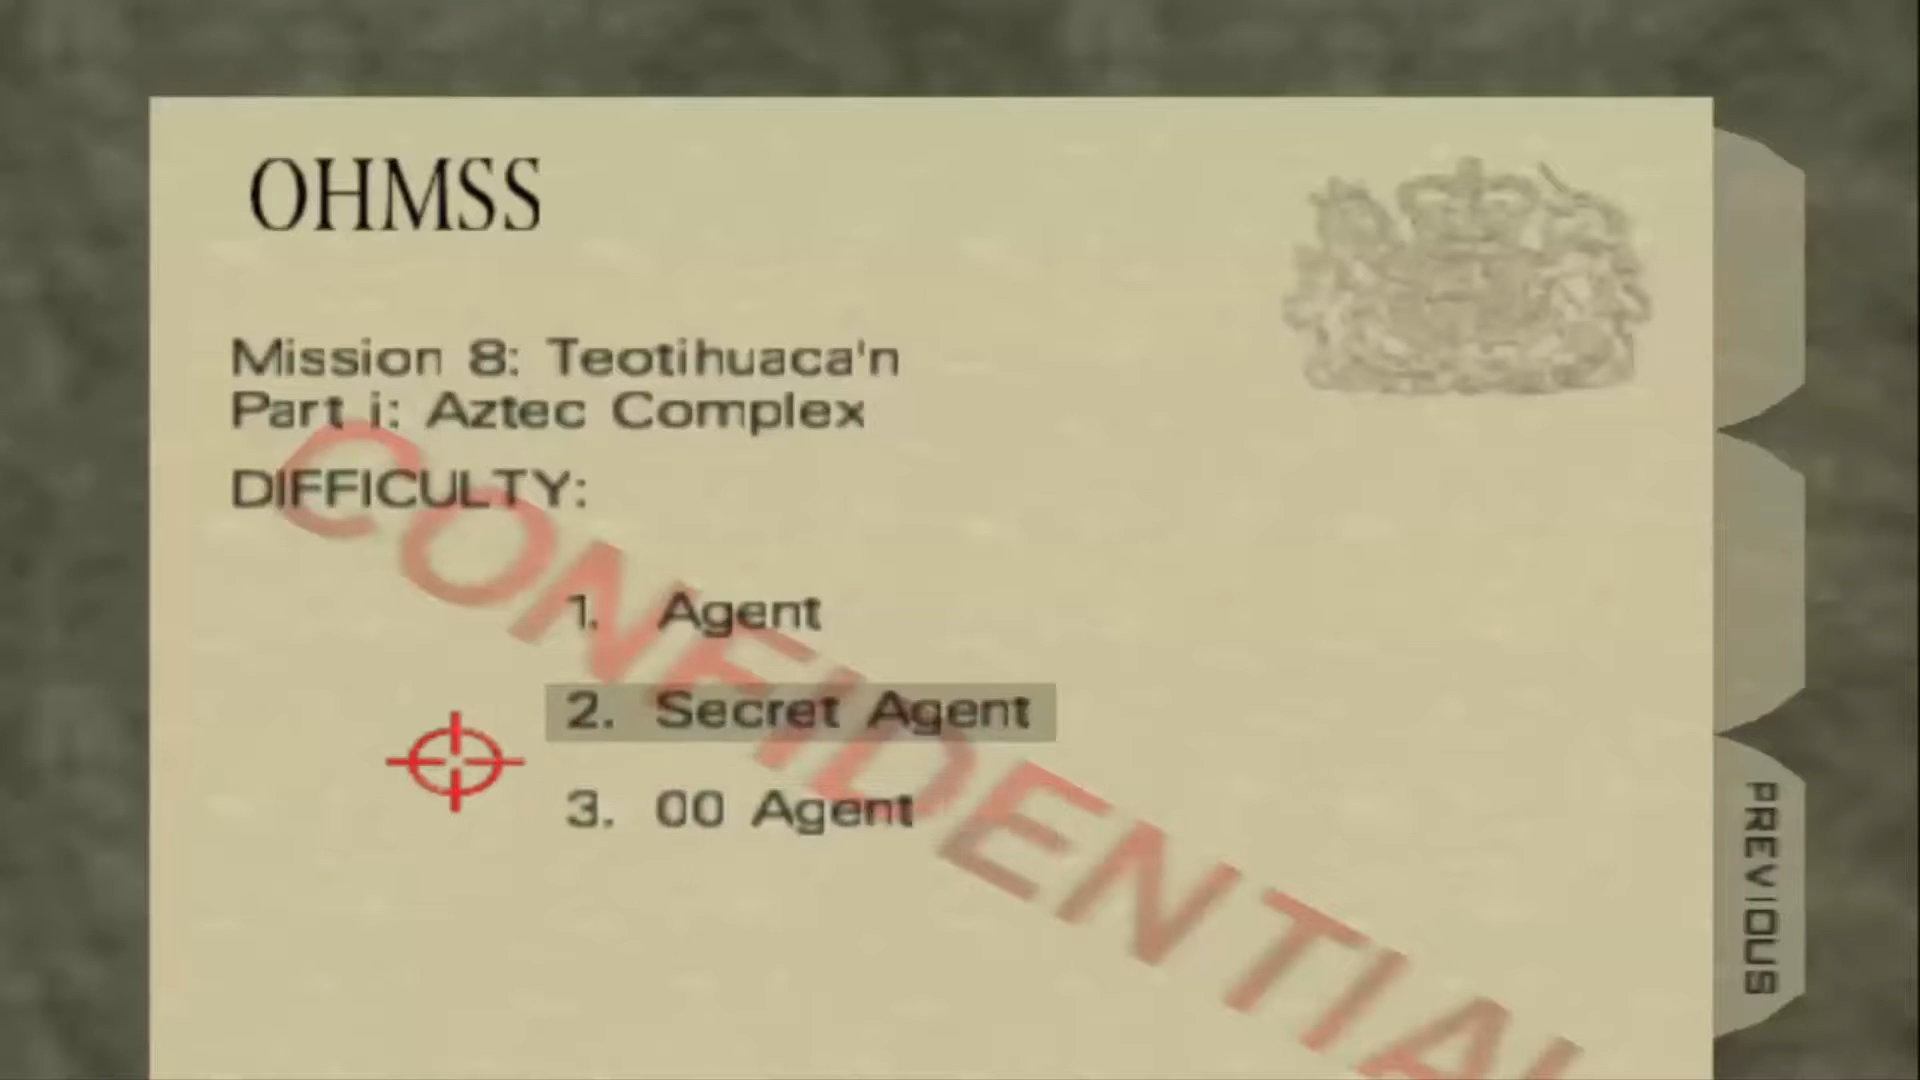 OHMSS
Mission 8: Teotihuaca'n
Part i: Aztec Complex
DIFFICULTY:
1. Agent
2. Secret Agent
3. 00 Agent
CONFIDENTIAL
PREVIOUS